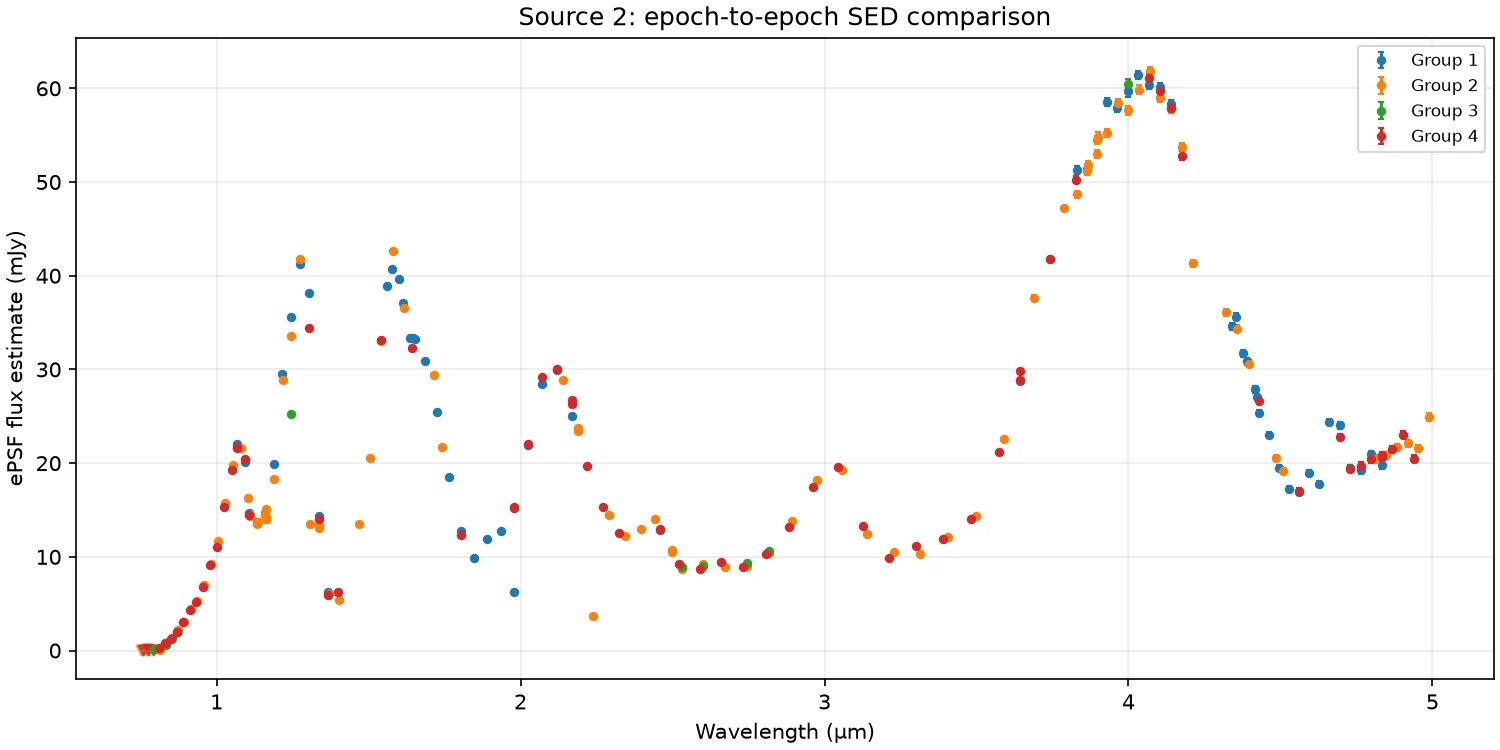 Source 2: epoch-to-epoch SED comparison
ePSF flux estimate (mJy)
60
50
40
30
20
10
0
Group 1
Group 2
Group 3
Group 4
1 2 3 4 5
Wavelength (μm)